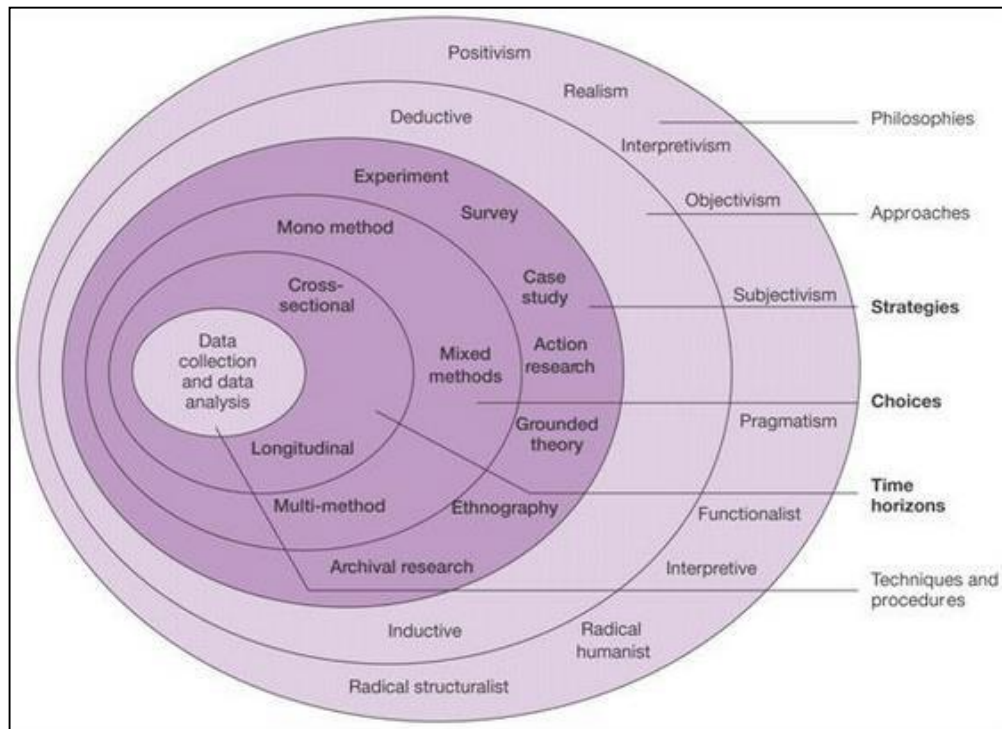 Positivism
Realism
Philosophies
Deductive
Interpretivism
Experiment
Objectivism
Approaches
Survey
Mono method
Case
study
Cross-
sectional
Subjectivism
Strategies
Data
collection
and data
analysis
Mixed
methods
Action
research
Choices
Pragmatism
Grounded
theory
Longitudinal
Time
horizons
Multi-method
Ethnography
Functionalist
Archival research
Interpretive
Techniques and
procedures
Inductive
Radical
humanist
Radical structuralist